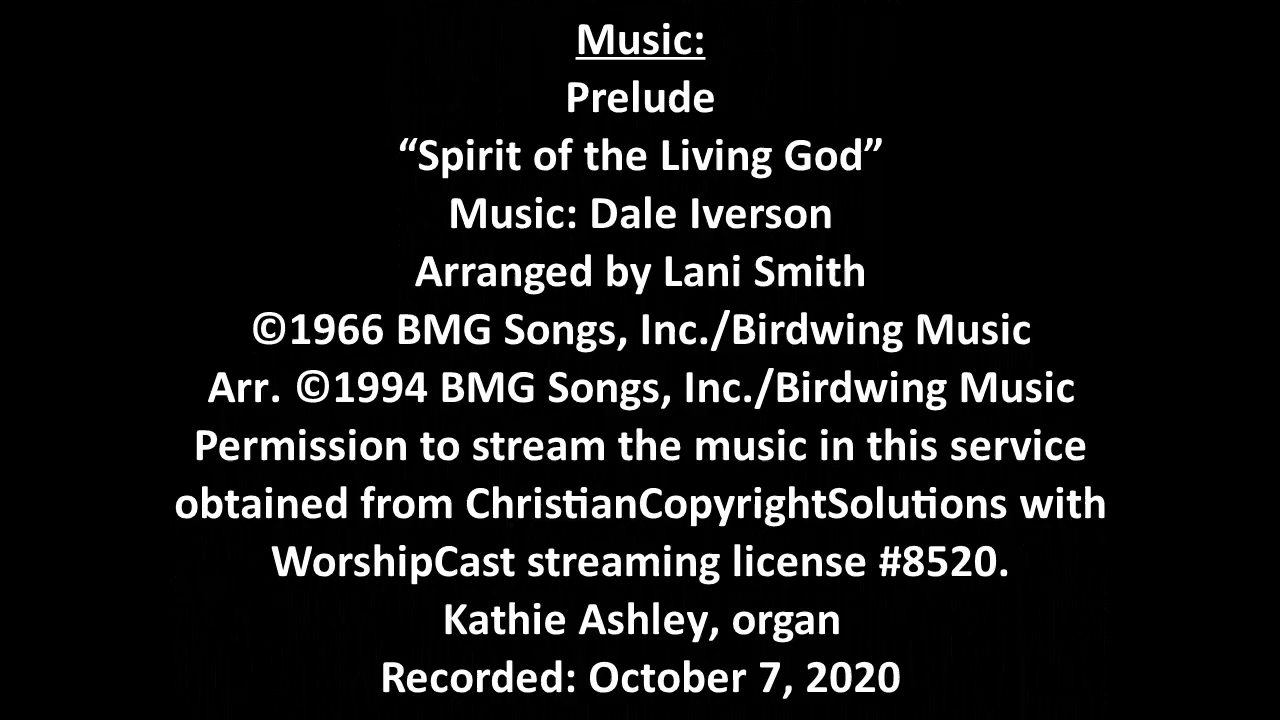 Music:
Prelude
“Spirit of the Living God”
Music: Dale Iverson
Arranged by Lani Smith
©1966 BMG Songs, Inc./Birdwing Music
Arr. ©1994 BMG Songs, Inc./Birdwing Music
Permission to stream the music in this service
obtained from ChristianCopyrightSolutions with
WorshipCast streaming license #8520.
Kathie Ashley, organ
Recorded: October 7, 2020